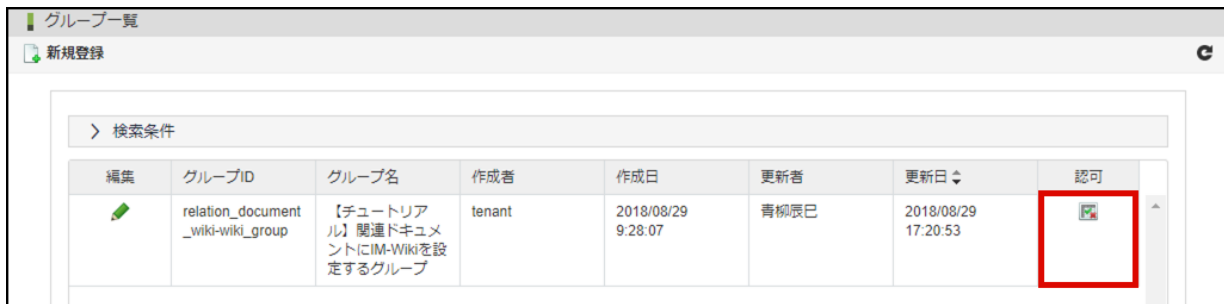 グループ一覧
新規登録
検索条件
編集 グループID グループ名 作成者 作成日 更新者 更新日 認可
relation_document
_wiki-wiki_group
【チュートリア
ル】関連ドキュメ
ントにIM-Wikiを設
定するグループ
tenant
2018/08/29
9:28:07
青柳辰巳
2018/08/29
17:20:53